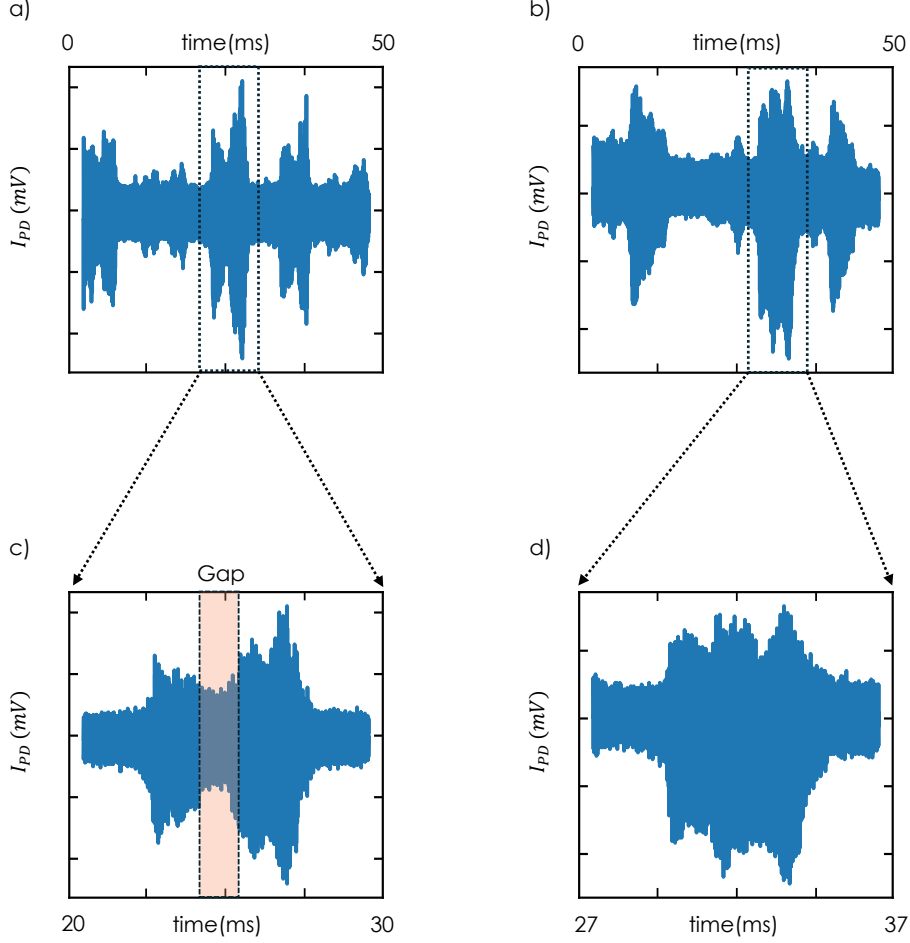 a)
0 time(ms) 50
I_PD (mV)
b)
0 time(ms) 50
I_PD (mV)
c)
Gap
I_PD (mV)
20 time(ms) 30
d)
I_PD (mV)
27 time(ms) 37